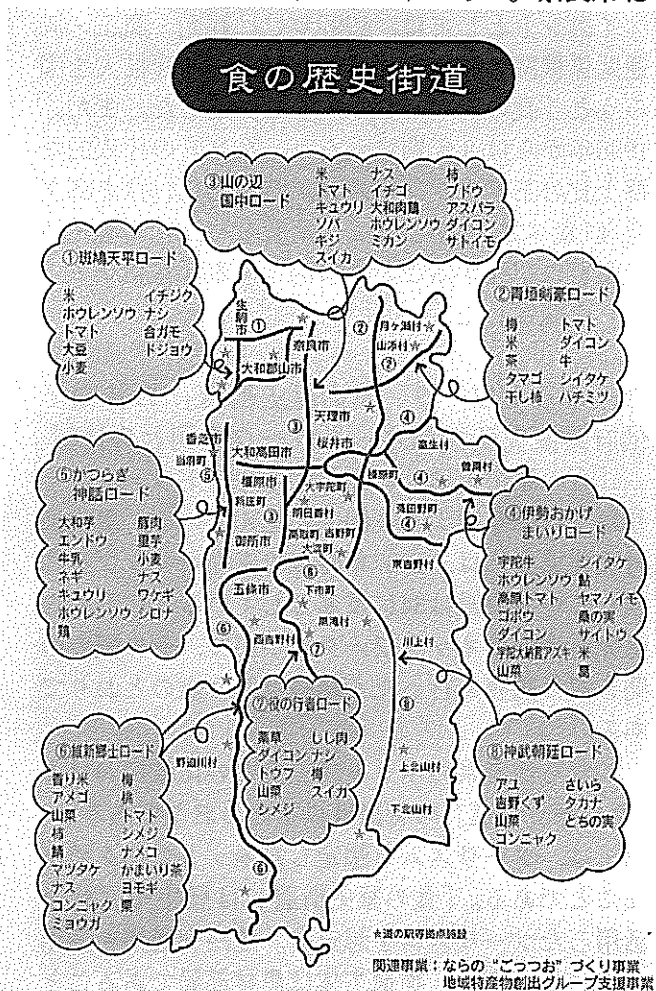 食の歴史街道
③山の辺
国中ロード
米 ナス 柿
トマト イチゴ ブドウ
キュウリ 大和肉鶏 アスパラ
ソバ ホウレンソウ ダイコン
キジ ミカン サトイモ
スイカ
①斑鳩天平ロード
米 イチジク
ホウレンソウ ナシ
トマト 合ガモ
大豆 ドジョウ
小麦
②青垣剣豪ロード
梅 トマト
米 ダイコン
茶 牛
タマゴ シイタケ
干し柿 ハチミツ
生駒市
①
奈良市
大和郡山市
②
月ヶ瀬村★
山添村★
②
天理市
③
④
香芝市
当麻町
⑤
大和高田市
桜井市
室生村
曽爾村
④
橿原市
新庄町
大宇陀町
榛原町
③
明日香村
菟田野町
④
御所市
高取町
吉野町
大淀町
東吉野村
⑤かつらぎ
神話ロード
大和芋 豚肉
エンドウ 里芋
牛乳 小麦
ネギ ナス
キュウリ ワケギ
ホウレンソウ シロナ
鶏
④伊勢おかげ
まいりロード
宇陀牛 シイタケ
ホウレンソウ 鮎
高原トマト ヤマノイモ
ゴボウ 桑の実
ダイコン サイトウ
宇陀大納言アズキ 米
山菜 葛
五條市
⑧
下市町
⑥
西吉野村
黒滝村
⑦
川上村
⑧
野迫川村
上北山村
下北山村
⑥
⑦役の行者ロード
薬草 しし肉
ダイコン ナシ
トウフ 梅
山菜 スイカ
シメジ
⑥維新郷士ロード
香り米 梅
アメゴ 桃
山菜 トマト
柿 シメジ
鯖 ナメコ
マツタケ かまいり茶
ナス ヨモギ
コンニャク 栗
ミョウガ
⑧神武朝廷ロード
アユ さいら
吉野くず タカナ
山菜 とちの実
コンニャク
★道の駅等拠点施設
関連事業：ならの“ごっつお”づくり事業
地域特産物創出グループ支援事業